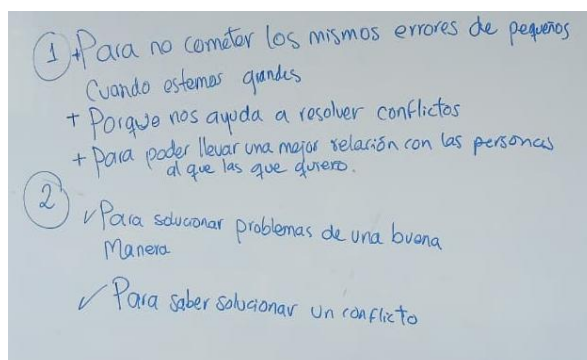 1 + Para no cometer los mismos errores de pequeños
Cuando estemos grandes
+ Porque nos ayuda a resolver conflictos
+ Para poder llevar una mejor relación con las personas
al que las que quiero.
2
✓ Para solucionar problemas de una buena
Manera
✓ Para saber solucionar un conflicto